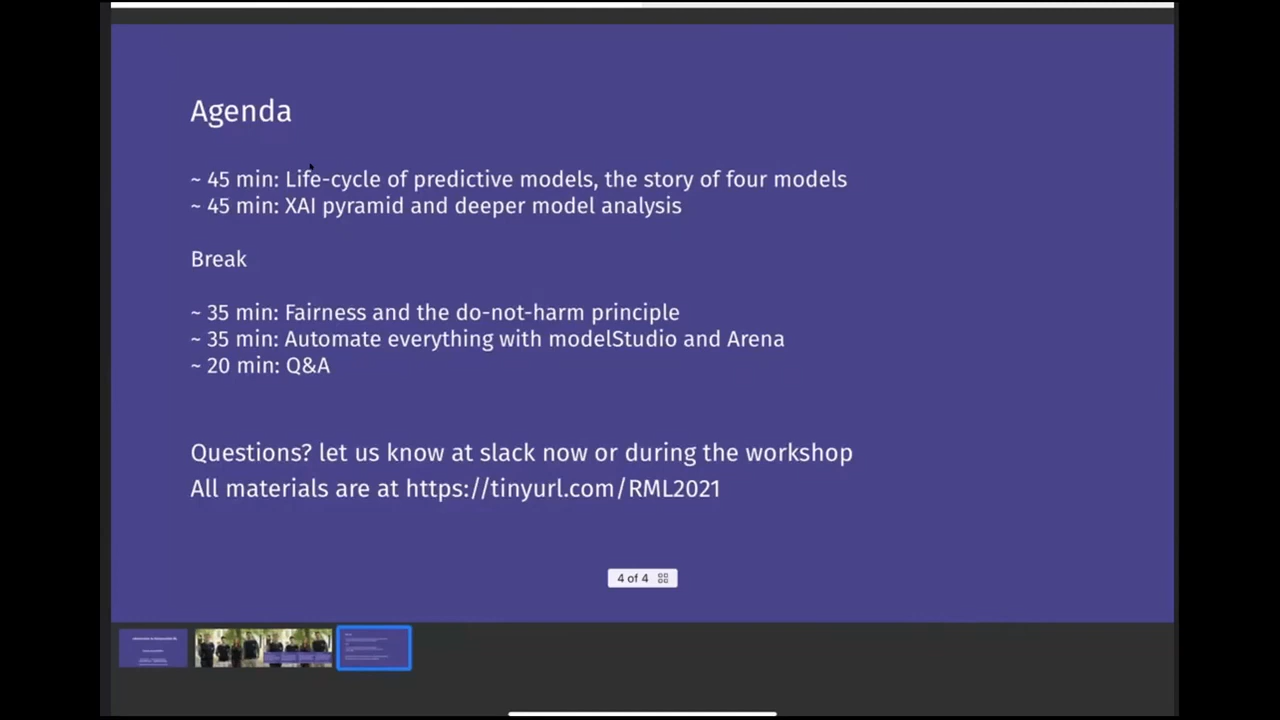 Agenda
~ 45 min: Life-cycle of predictive models, the story of four models
~ 45 min: XAI pyramid and deeper model analysis
Break
~ 35 min: Fairness and the do-not-harm principle
~ 35 min: Automate everything with modelStudio and Arena
~ 20 min: Q&A
Questions? let us know at slack now or during the workshop
All materials are at https://tinyurl.com/RML2021
4 of 4